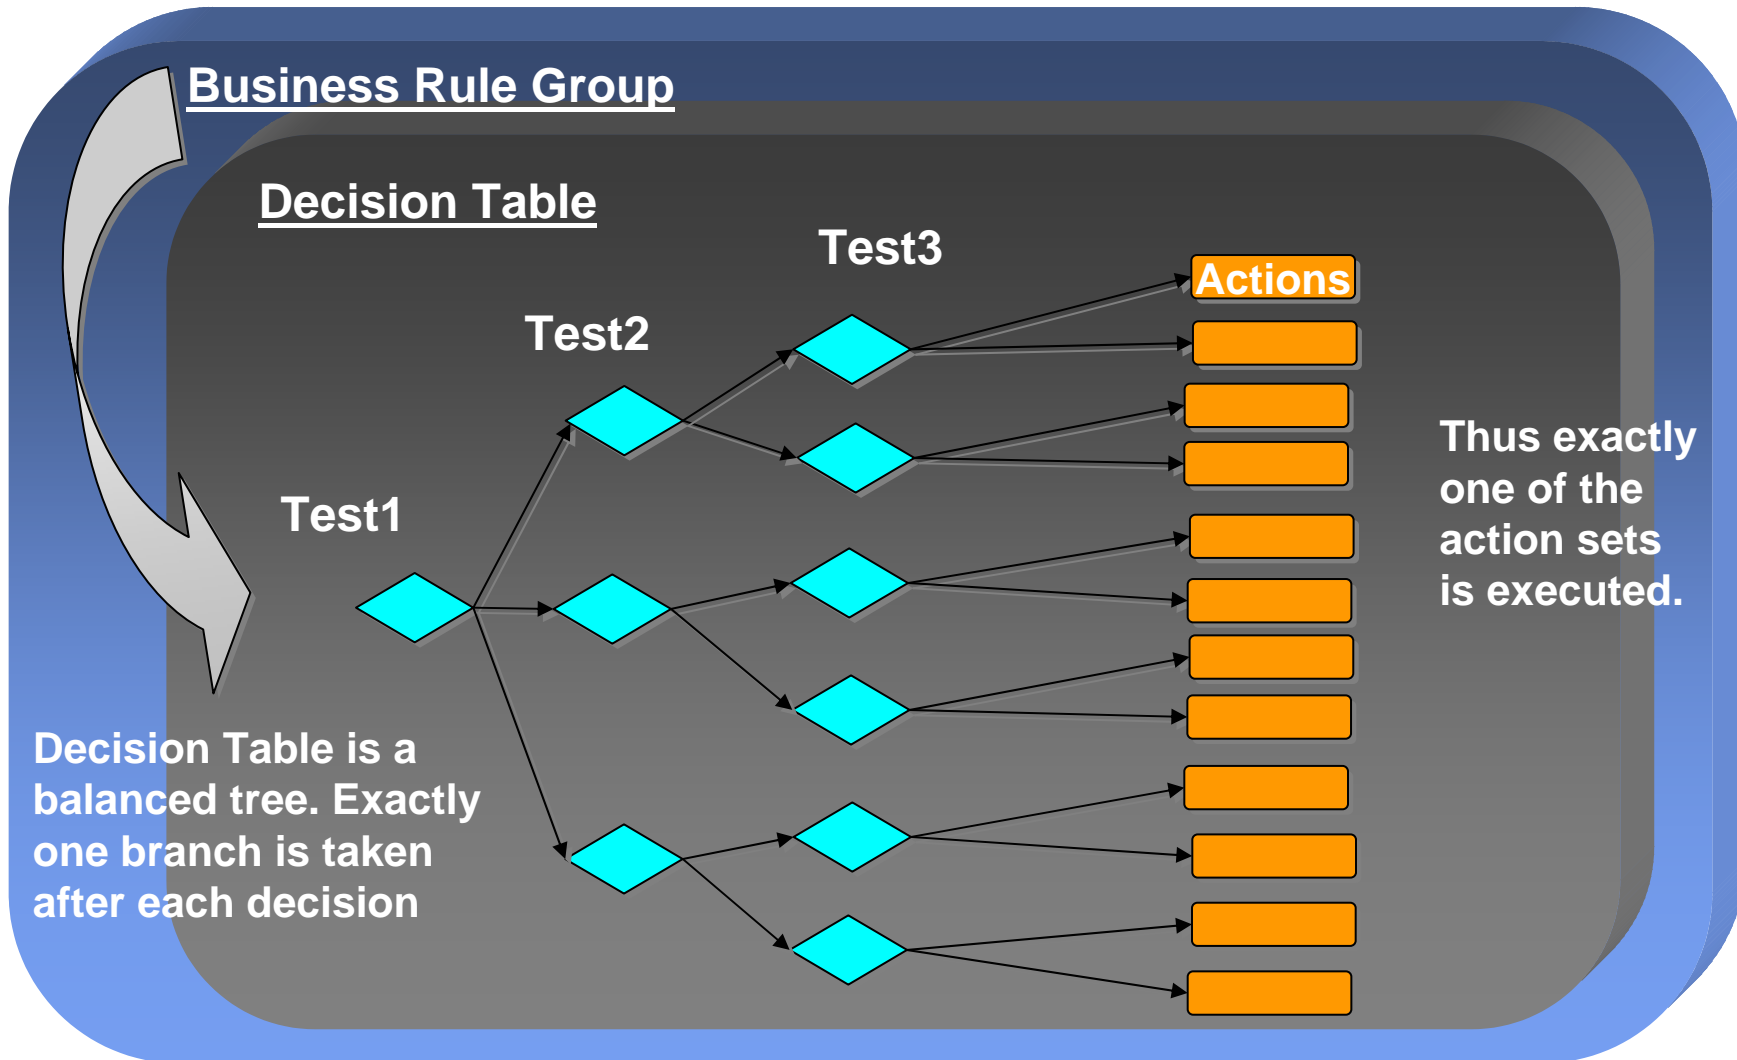 Business Rule Group
Decision Table
Test3
Actions
Test2
Test1
Thus exactly
one of the
action sets
is executed.
Decision Table is a
balanced tree. Exactly
one branch is taken
after each decision